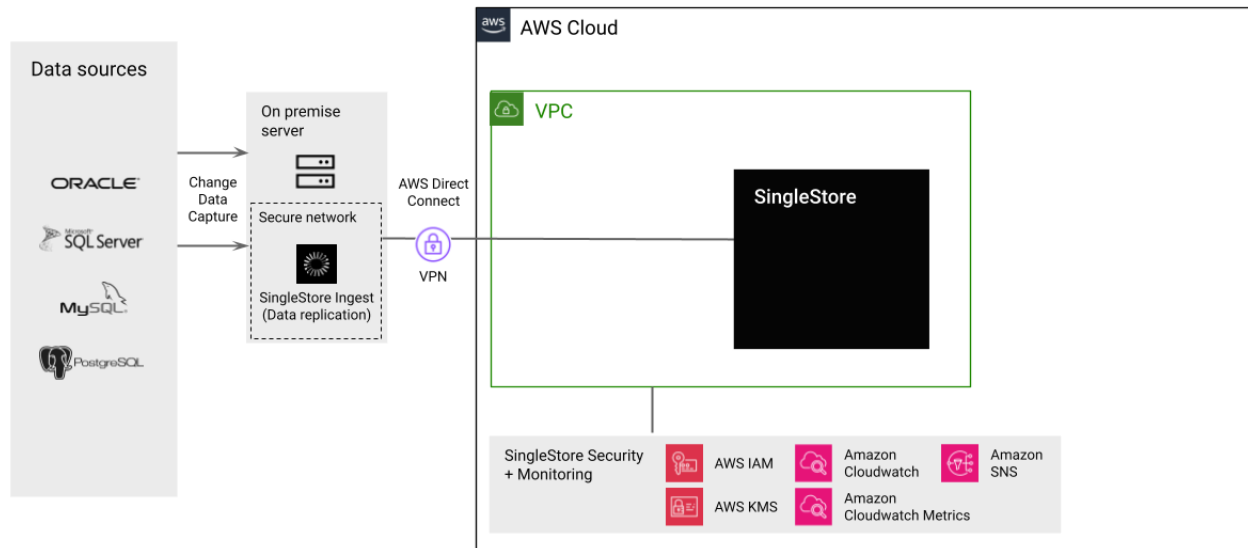 aws
AWS Cloud
Data sources
ORACLE
Microsoft
SQL Server
MySQL
PostgreSQL
Change
Data
Capture
On premise
server
Secure network
SingleStore Ingest
(Data replication)
AWS Direct
Connect
VPN
VPC
SingleStore
SingleStore Security
+ Monitoring
AWS IAM
AWS KMS
Amazon
Cloudwatch
Amazon
Cloudwatch Metrics
Amazon
SNS